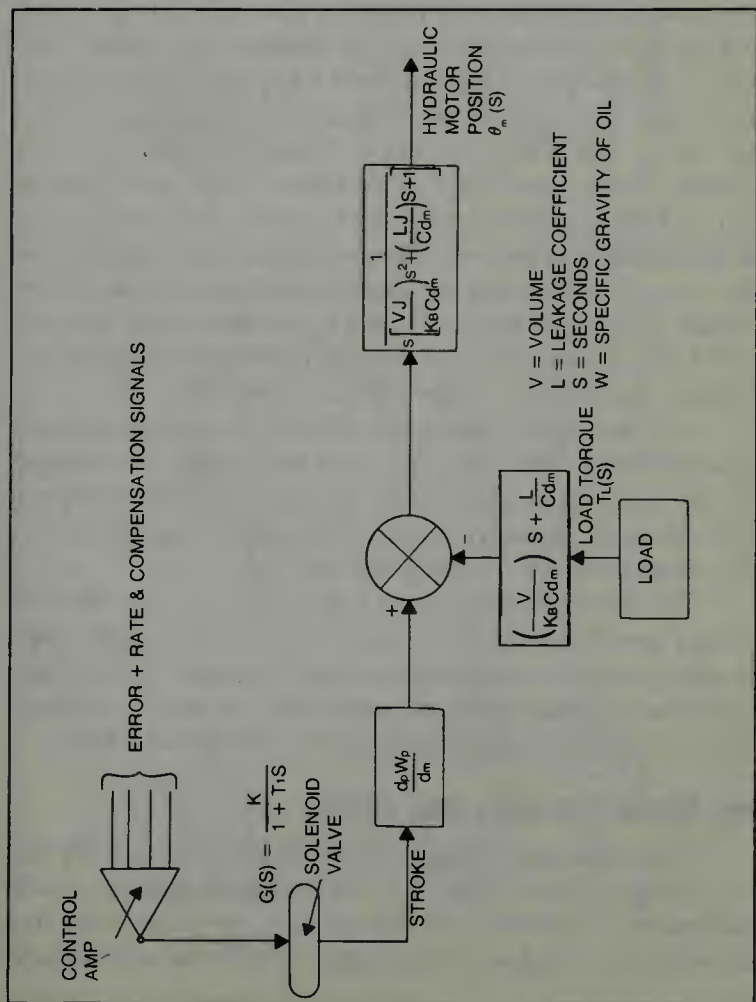 CONTROL
AMP
ERROR + RATE & COMPENSATION SIGNALS
G(S) = K / 1 + T1S
SOLENOID
VALVE
STROKE
dpWp / dm
+
-
1 / S[(VJ / KBCdm)S² + (LJ / Cdm)S+1]
HYDRAULIC
MOTOR
POSITION
θm (S)
(V / KBCdm) S + L / Cdm
LOAD TORQUE
TL(S)
LOAD
V = VOLUME
L = LEAKAGE COEFFICIENT
S = SECONDS
W = SPECIFIC GRAVITY OF OIL